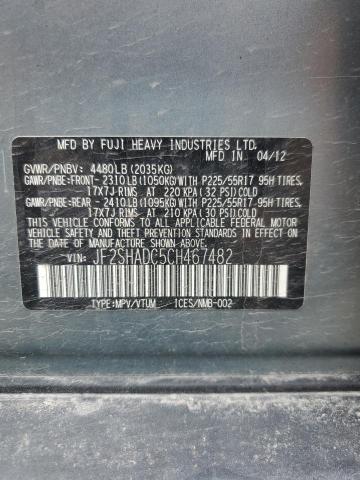 MFD BY FUJI HEAVY INDUSTRIES LTD.
IN 04/12
GVWR/PNBV: 4480LB (2035KG)
GAWR/PNBE:FRONT- 2310LB(1050KG)WITH P225/55R17 95H TIRES,
17X7J RIMS AT 220 KPA(32 PSI)COLD
GAWR/PNBE:REAR - 2410LB(1095KG)WITH P225/55R17 95H TIRES,
17X7J RIMS AT 210 KPA(30 PSI)COLD
THIS VEHICLE CONFORMS TO ALL APPLICABLE
FEDERAL MOTOR VEHICLE SAFETY, BUMPER,
AND THEFT PREVENTION STANDARDS IN EFFECT ON
THE DATE OF MANUFACTURE SHOWN ABOVE.
VIN: JF2SHADC5CH467482
TYPE:MPV/VTUM ICES/NMB-002